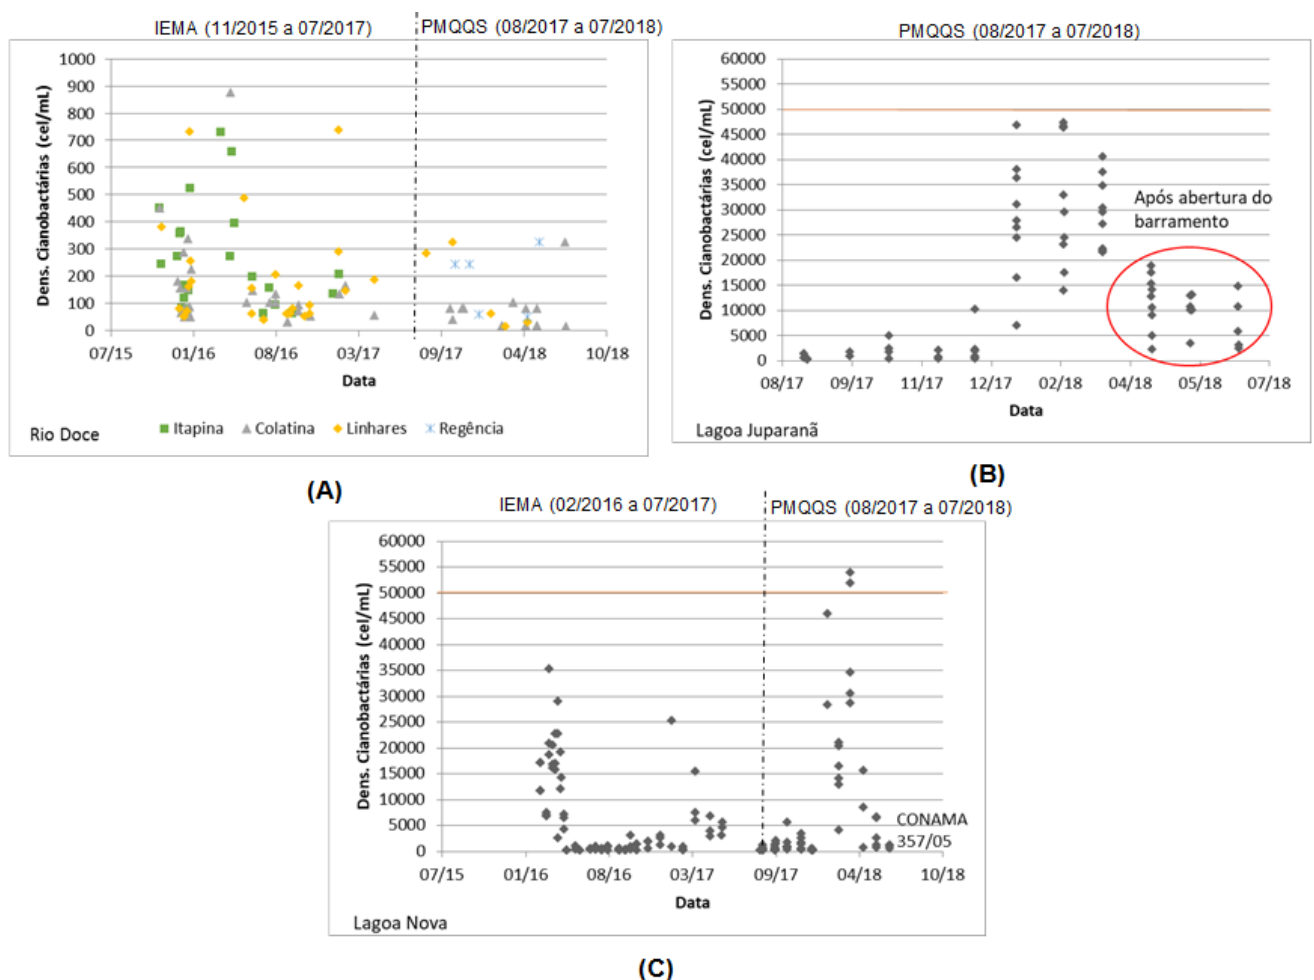 IEMA (11/2015 a 07/2017)
PMQQS (08/2017 a 07/2018)
Dens. Cianobactárias (cel/mL)
1000
900
800
700
600
500
400
300
200
100
0
07/15
01/16
08/16
03/17
09/17
04/18
10/18
Data
Rio Doce
Itapina
Colatina
Linhares
Regência
(A)
PMQQS (08/2017 a 07/2018)
Dens. Cianobactárias (cel/mL)
60000
55000
50000
45000
40000
35000
30000
25000
20000
15000
10000
5000
0
Após abertura do
barramento
08/17
09/17
11/17
12/17
02/18
04/18
05/18
07/18
Data
Lagoa Juparanã
(B)
IEMA (02/2016 a 07/2017)
PMQQS (08/2017 a 07/2018)
Dens. Cianobactárias (cel/mL)
60000
55000
50000
45000
40000
35000
30000
25000
20000
15000
10000
5000
0
CONAMA
357/05
07/15
01/16
08/16
03/17
09/17
04/18
10/18
Data
Lagoa Nova
(C)